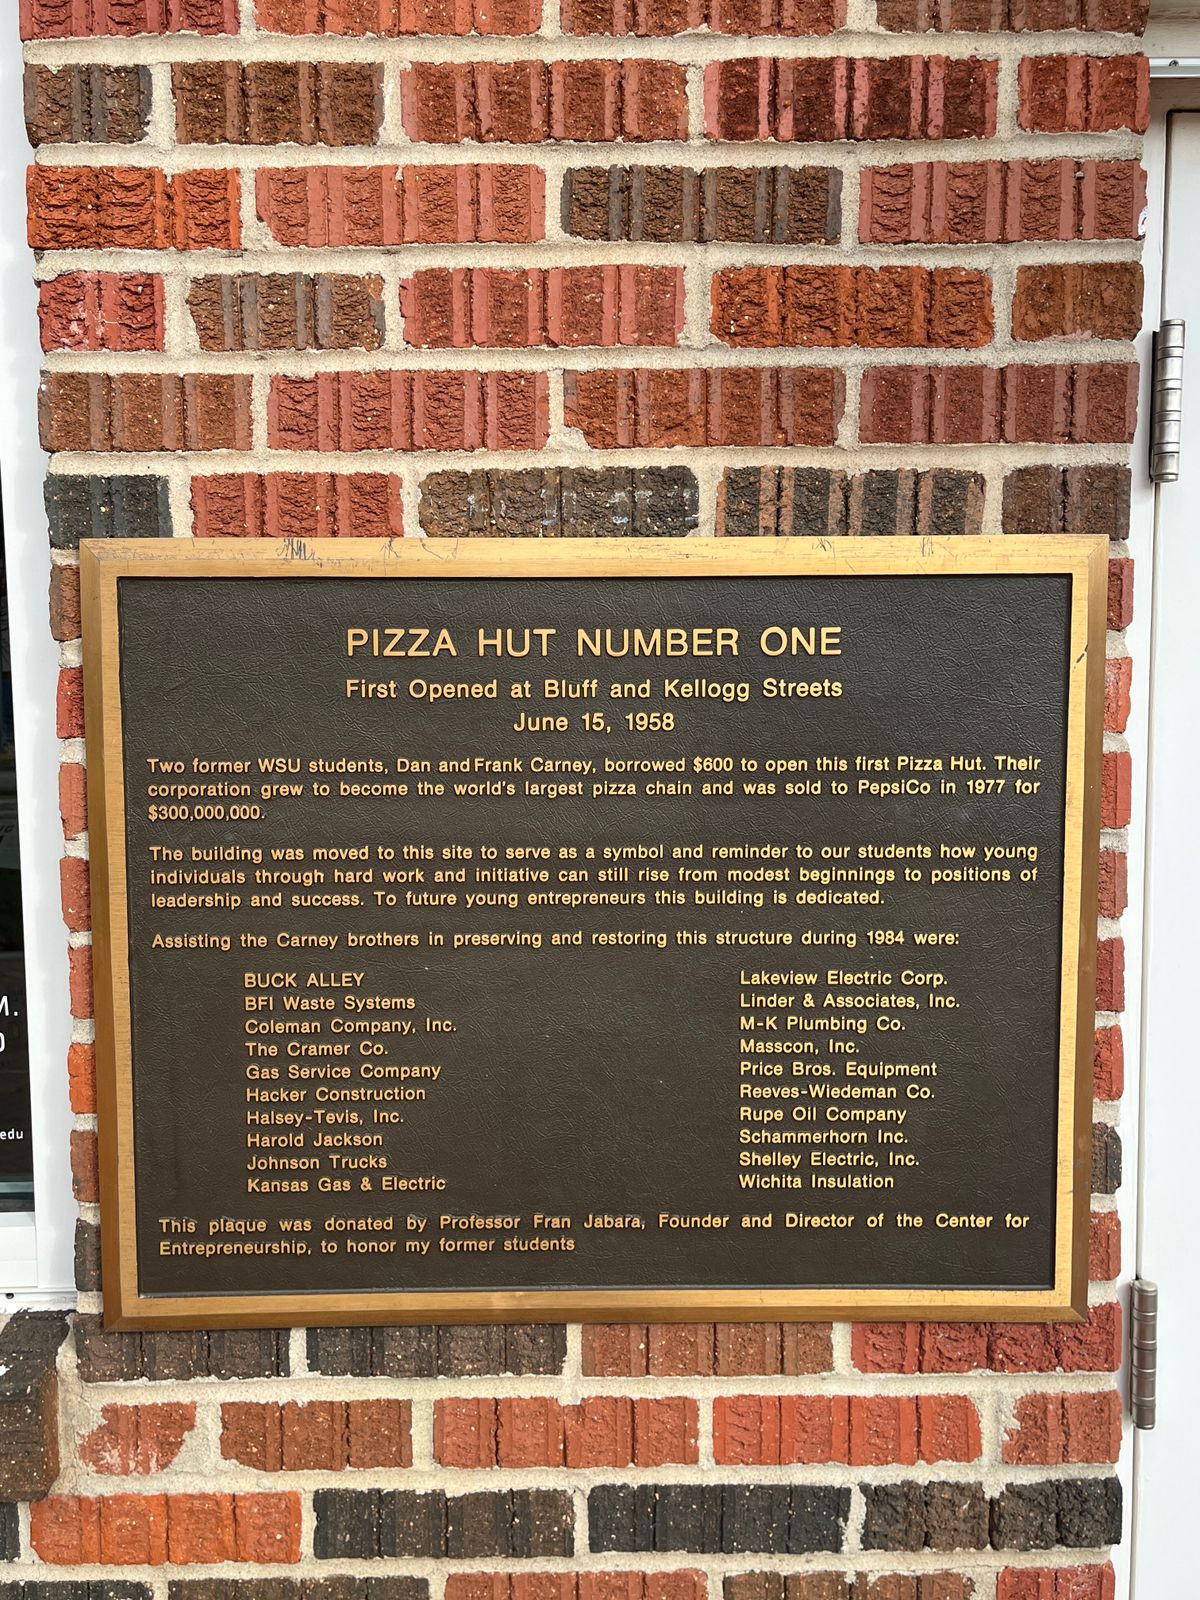 PIZZA HUT NUMBER ONE
First Opened at Bluff and Kellogg Streets
June 15, 1958
Two former WSU students, Dan and Frank Carney, borrowed $600 to open this first Pizza Hut. Their
corporation grew to become the world's largest pizza chain and was sold to PepsiCo in 1977 for
$300,000,000.
The building was moved to this site to serve as a symbol and reminder to our students how young
individuals through hard work and initiative can still rise from modest beginnings to positions of
leadership and success. To future young entrepreneurs this building is dedicated.
Assisting the Carney brothers in preserving and restoring this structure during 1984 were:
BUCK ALLEY
BFI Waste Systems
Coleman Company, Inc.
The Cramer Co.
Gas Service Company
Hacker Construction
Halsey-Tevis, Inc.
Harold Jackson
Johnson Trucks
Kansas Gas & Electric
Lakeview Electric Corp.
Linder & Associates, Inc.
M-K Plumbing Co.
Masscon, Inc.
Price Bros. Equipment
Reeves-Wiedeman Co.
Rupe Oil Company
Schammerhorn Inc.
Shelley Electric, Inc.
Wichita Insulation
This plaque was donated by Professor Fran Jabara, Founder and Director of the Center for
Entrepreneurship, to honor my former students
M.
edu